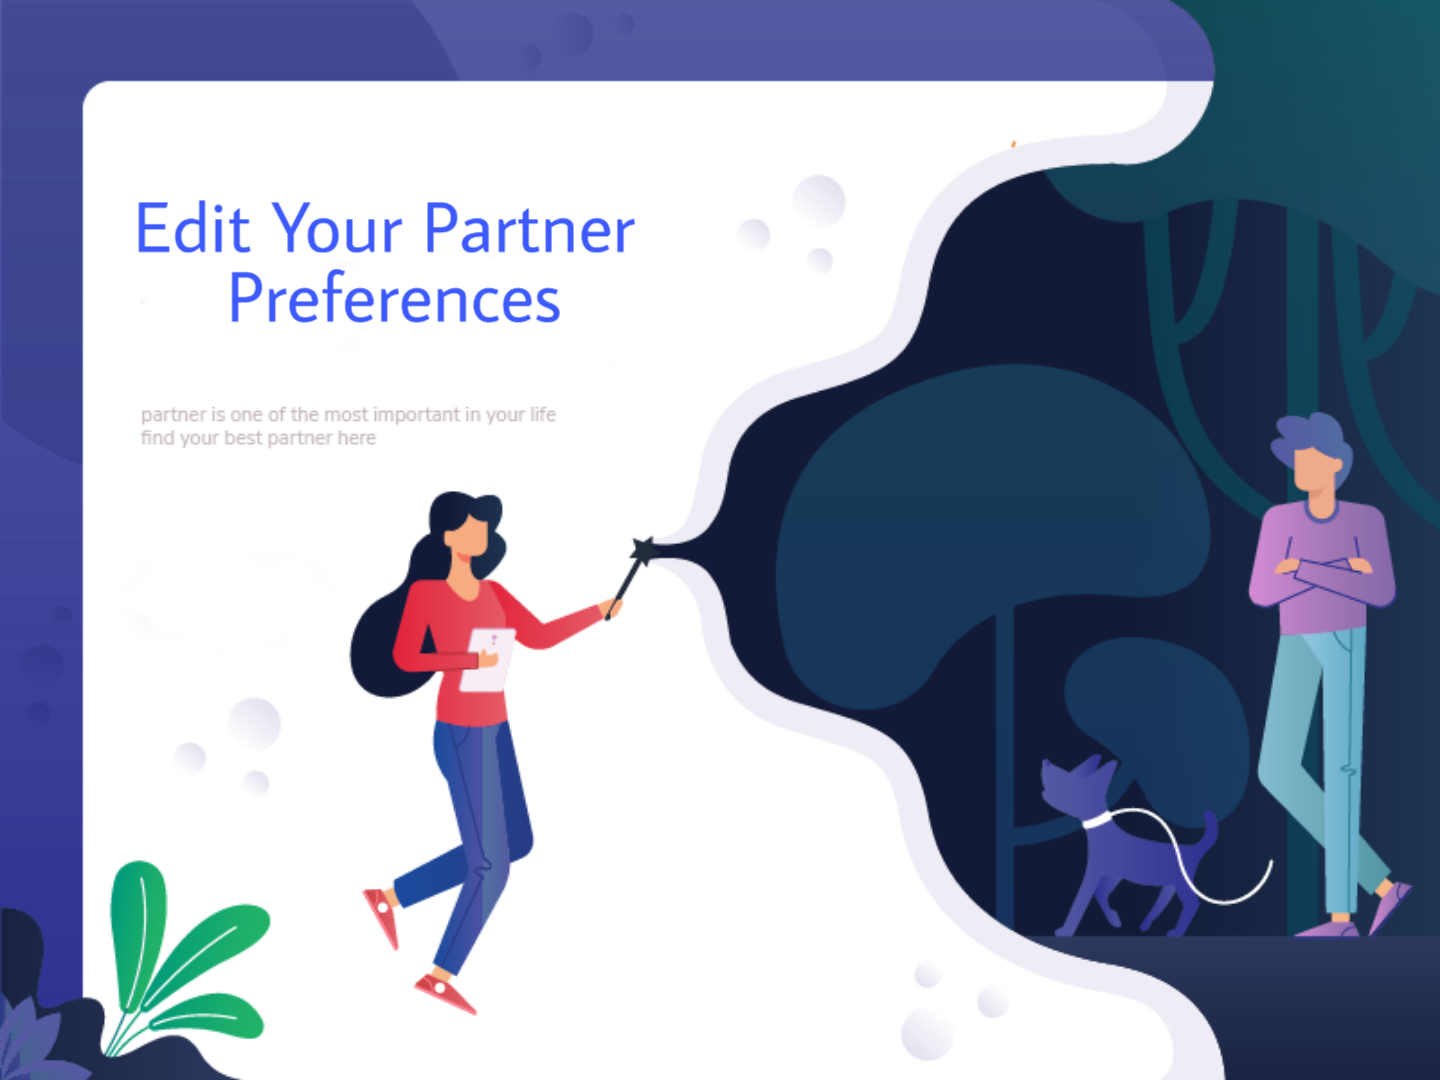 Edit Your Partner
Preferences
partner is one of the most important in your life
find your best partner here